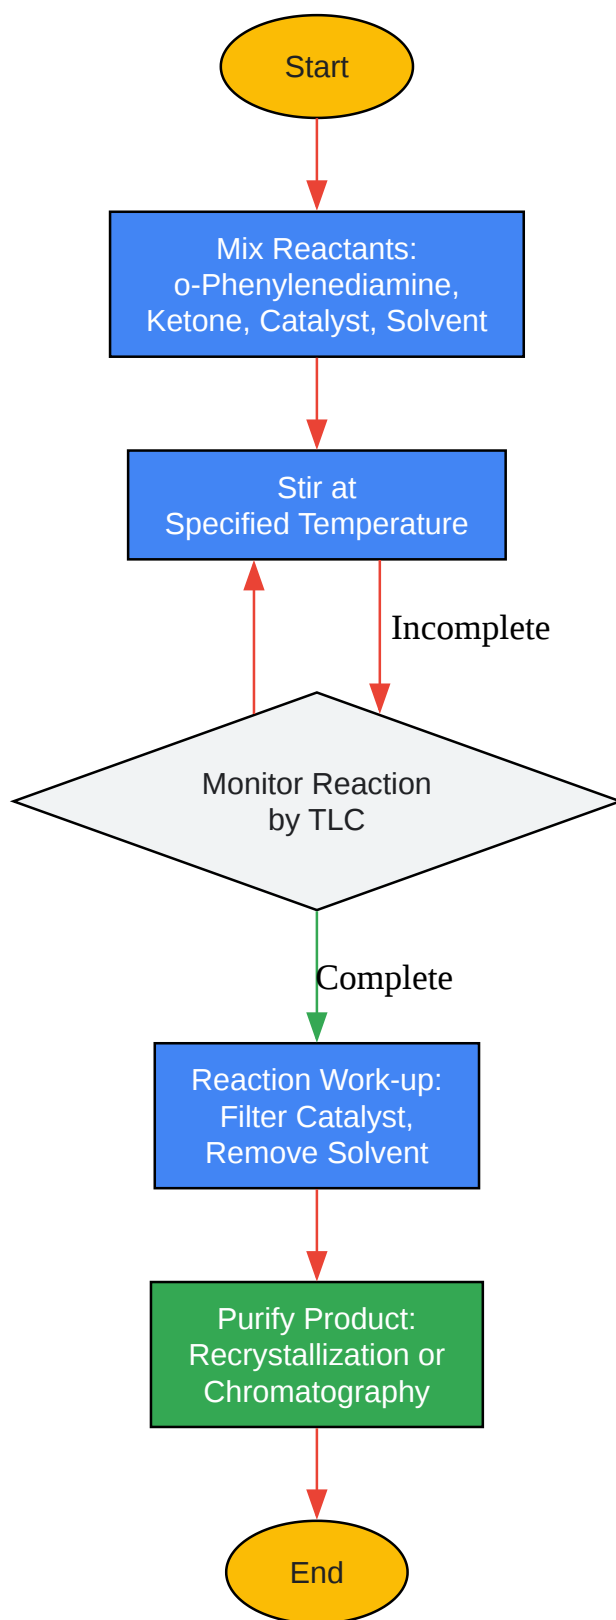 Start
Mix Reactants:
o-Phenylenediamine,
Ketone, Catalyst, Solvent
Stir at
Specified Temperature
Incomplete
Monitor Reaction
by TLC
Complete
Reaction Work-up:
Filter Catalyst,
Remove Solvent
Purify Product:
Recrystallization or
Chromatography
End